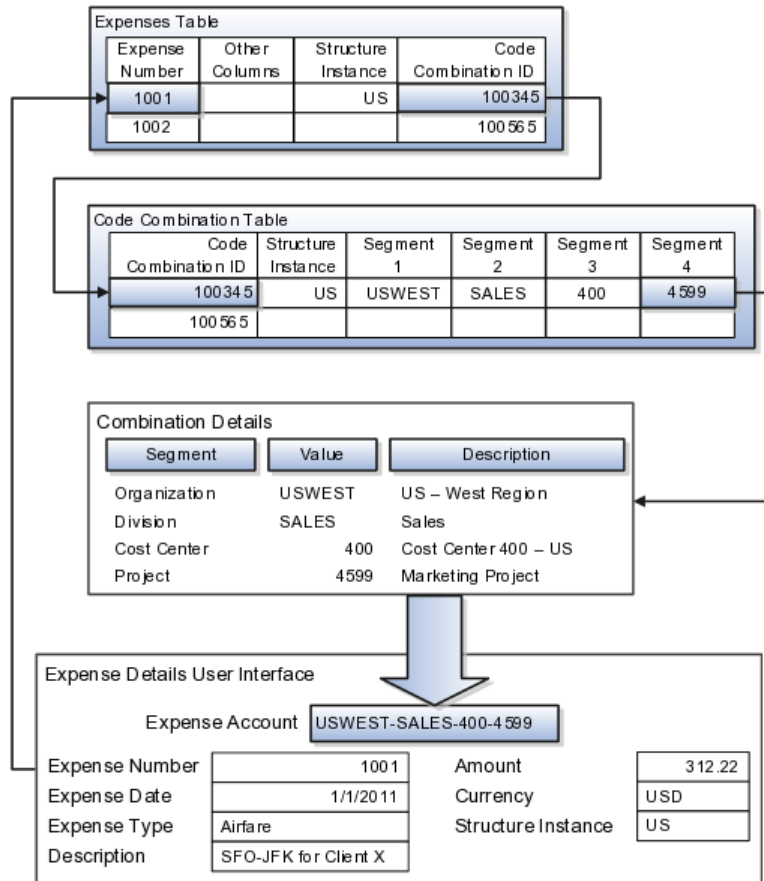 Expenses Table
Expense Other Structure Code
Number Columns Instance Combination ID
1001 US 100345
1002 100565
Code Combination Table
Code Structure Segment Segment Segment Segment
Combination ID Instance 1 2 3 4
100345 US USWEST SALES 400 4599
100565
Combination Details
Segment Value Description
Organization USWEST US – West Region
Division SALES Sales
Cost Center 400 Cost Center 400 – US
Project 4599 Marketing Project
Expense Details User Interface
Expense Account USWEST-SALES-400-4599
Expense Number 1001 Amount 312.22
Expense Date 1/1/2011 Currency USD
Expense Type Airfare Structure Instance US
Description SFO-JFK for Client X